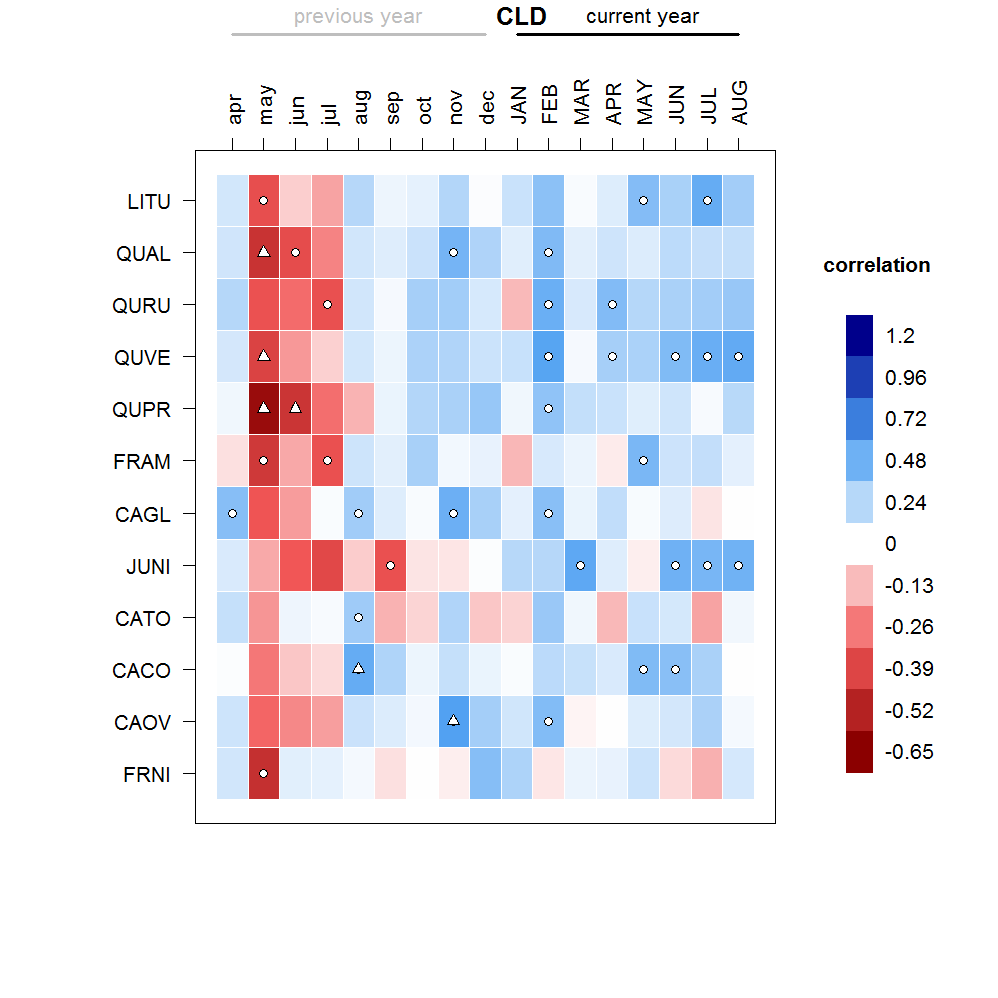 previous year CLD current year
apr may jun jul aug sep oct nov dec JAN FEB MAR APR MAY JUN JUL AUG
LITU
QUAL
QURU
QUVE
QUPR
FRAM
CAGL
JUNI
CATO
CACO
CAOV
FRNI
correlation
1.2
0.96
0.72
0.48
0.24
0
-0.13
-0.26
-0.39
-0.52
-0.65